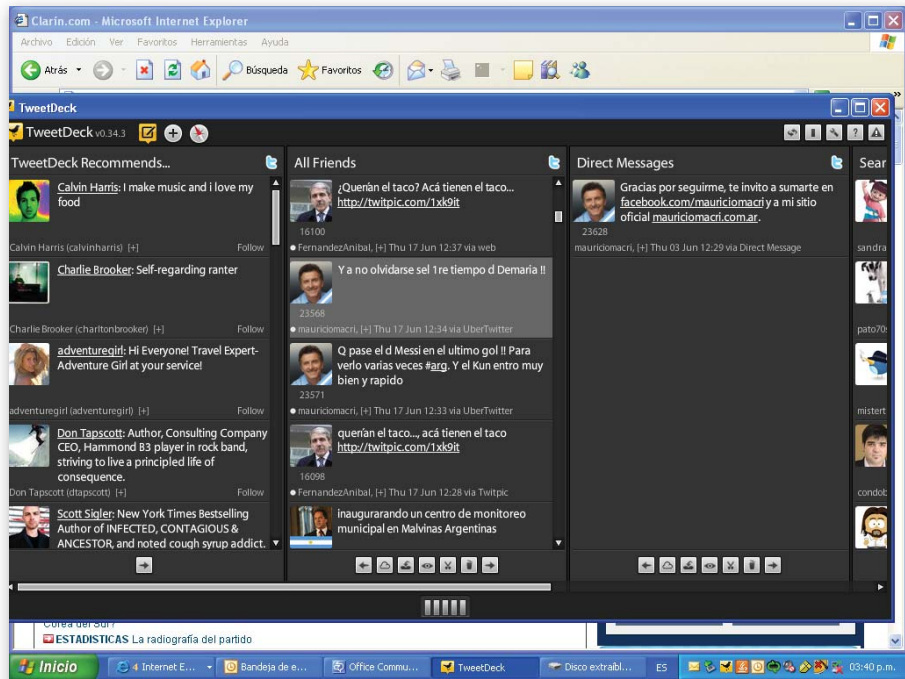 Clarín.com - Microsoft Internet Explorer
Archivo Edición Ver Favoritos Herramientas Ayuda
Atrás Búsqueda Favoritos
TweetDeck
TweetDeck v0.34.3
TweetDeck Recommends...
Calvin Harris: I make music and i love my
food
Calvin Harris (calvinharris) [+] Follow
Charlie Brooker: Self-regarding ranter
Charlie Brooker (charltonbrooker) [+] Follow
adventuregirl: Hi Everyone! Travel Expert-
Adventure Girl at your service!
adventuregirl (adventuregirl) [+] Follow
Don Tapscott: Author, Consulting Company
CEO, Hammond B3 player in rock band,
striving to live a principled life of
consequence.
Don Tapscott (dtapscott) [+] Follow
Scott Sigler: New York Times Bestselling
Author of INFECTED, CONTAGIOUS &
ANCESTOR, and noted cough syrup addict.
All Friends
¿Querían el taco? Acá tienen el taco...
http://twitpic.com/1xk9it
16100
FernandezAnibal, [+] Thu 17 Jun 12:37 via web
Y a no olvidarse sel 1re tiempo d Demaria !!
23568
mauriciomacri, [+] Thu 17 Jun 12:34 via UberTwitter
Q pase el d Messi en el ultimo gol !! Para
verlo varias veces #arg. Y el Kun entro muy
bien y rapido
23571
mauriciomacri, [+] Thu 17 Jun 12:33 via UberTwitter
querían el taco..., acá tienen el taco
http://twitpic.com/1xk9it
16098
FernandezAnibal, [+] Thu 17 Jun 12:28 via Twitpic
inaugurarando un centro de monitoreo
municipal en Malvinas Argentinas
Direct Messages
Gracias por seguirme, te invito a sumarte en
facebook.com/mauriciomacri y a mi sitio
oficial mauriciomacri.com.ar.
23628
mauriciomacri, [+] Thu 03 Jun 12:29 via Direct Message
Sear
sandra
pato70s
mistert
condob
Corea del Sur?
ESTADISTICAS La radiografía del partido
Inicio 4 Internet E... Bandeja de e... Office Commu... TweetDeck Disco extraíbl... ES 03:40 p.m.